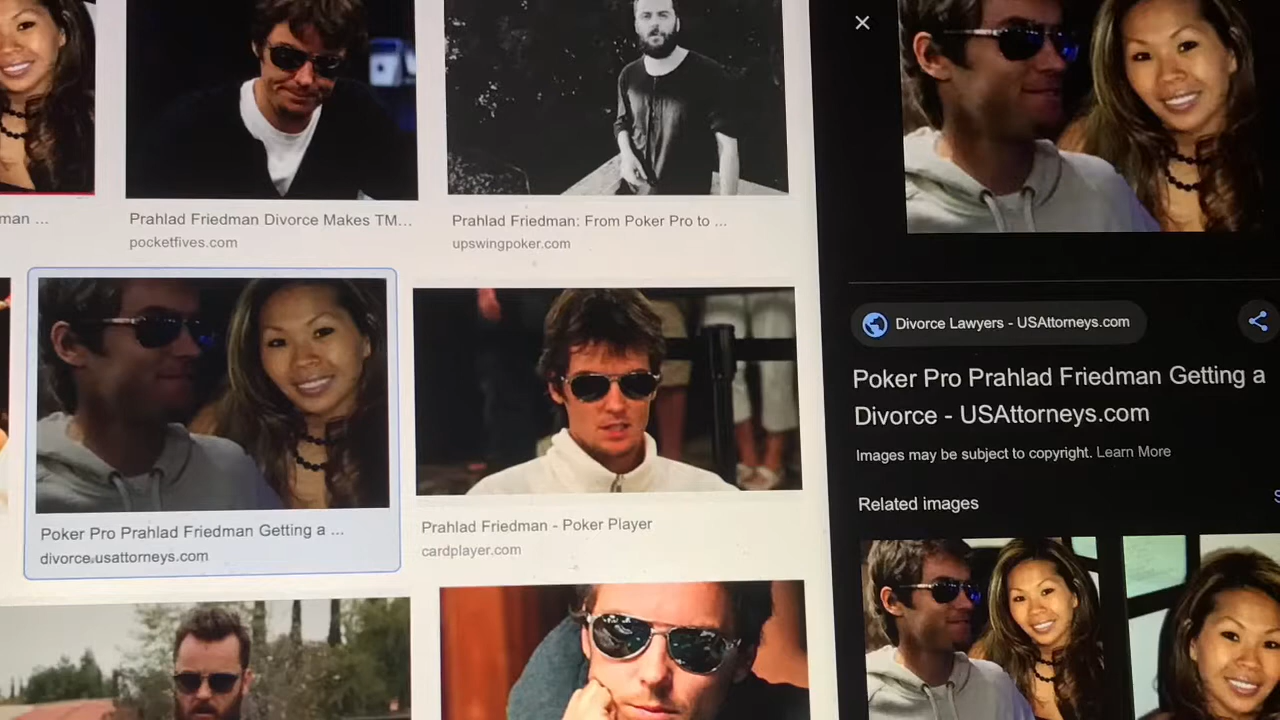 man ...
Prahlad Friedman Divorce Makes TM...
pocketfives.com
Prahlad Friedman: From Poker Pro to ...
upswingpoker.com
Poker Pro Prahlad Friedman Getting a ...
divorce.usattorneys.com
Prahlad Friedman - Poker Player
cardplayer.com
Divorce Lawyers - USAttorneys.com
Poker Pro Prahlad Friedman Getting a
Divorce - USAttorneys.com
Images may be subject to copyright. Learn More
Related images